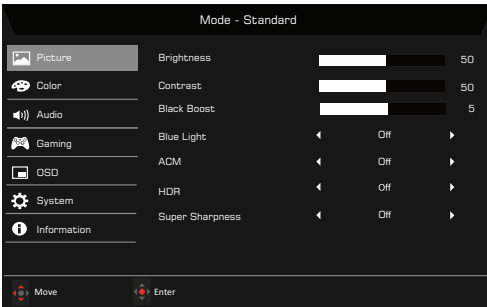 Mode - Standard
Picture
Color
Audio
Gaming
OSD
System
Information
Brightness 50
Contrast 50
Black Boost 5
Blue Light Off
ACM Off
HDR Off
Super Sharpness Off
Move Enter